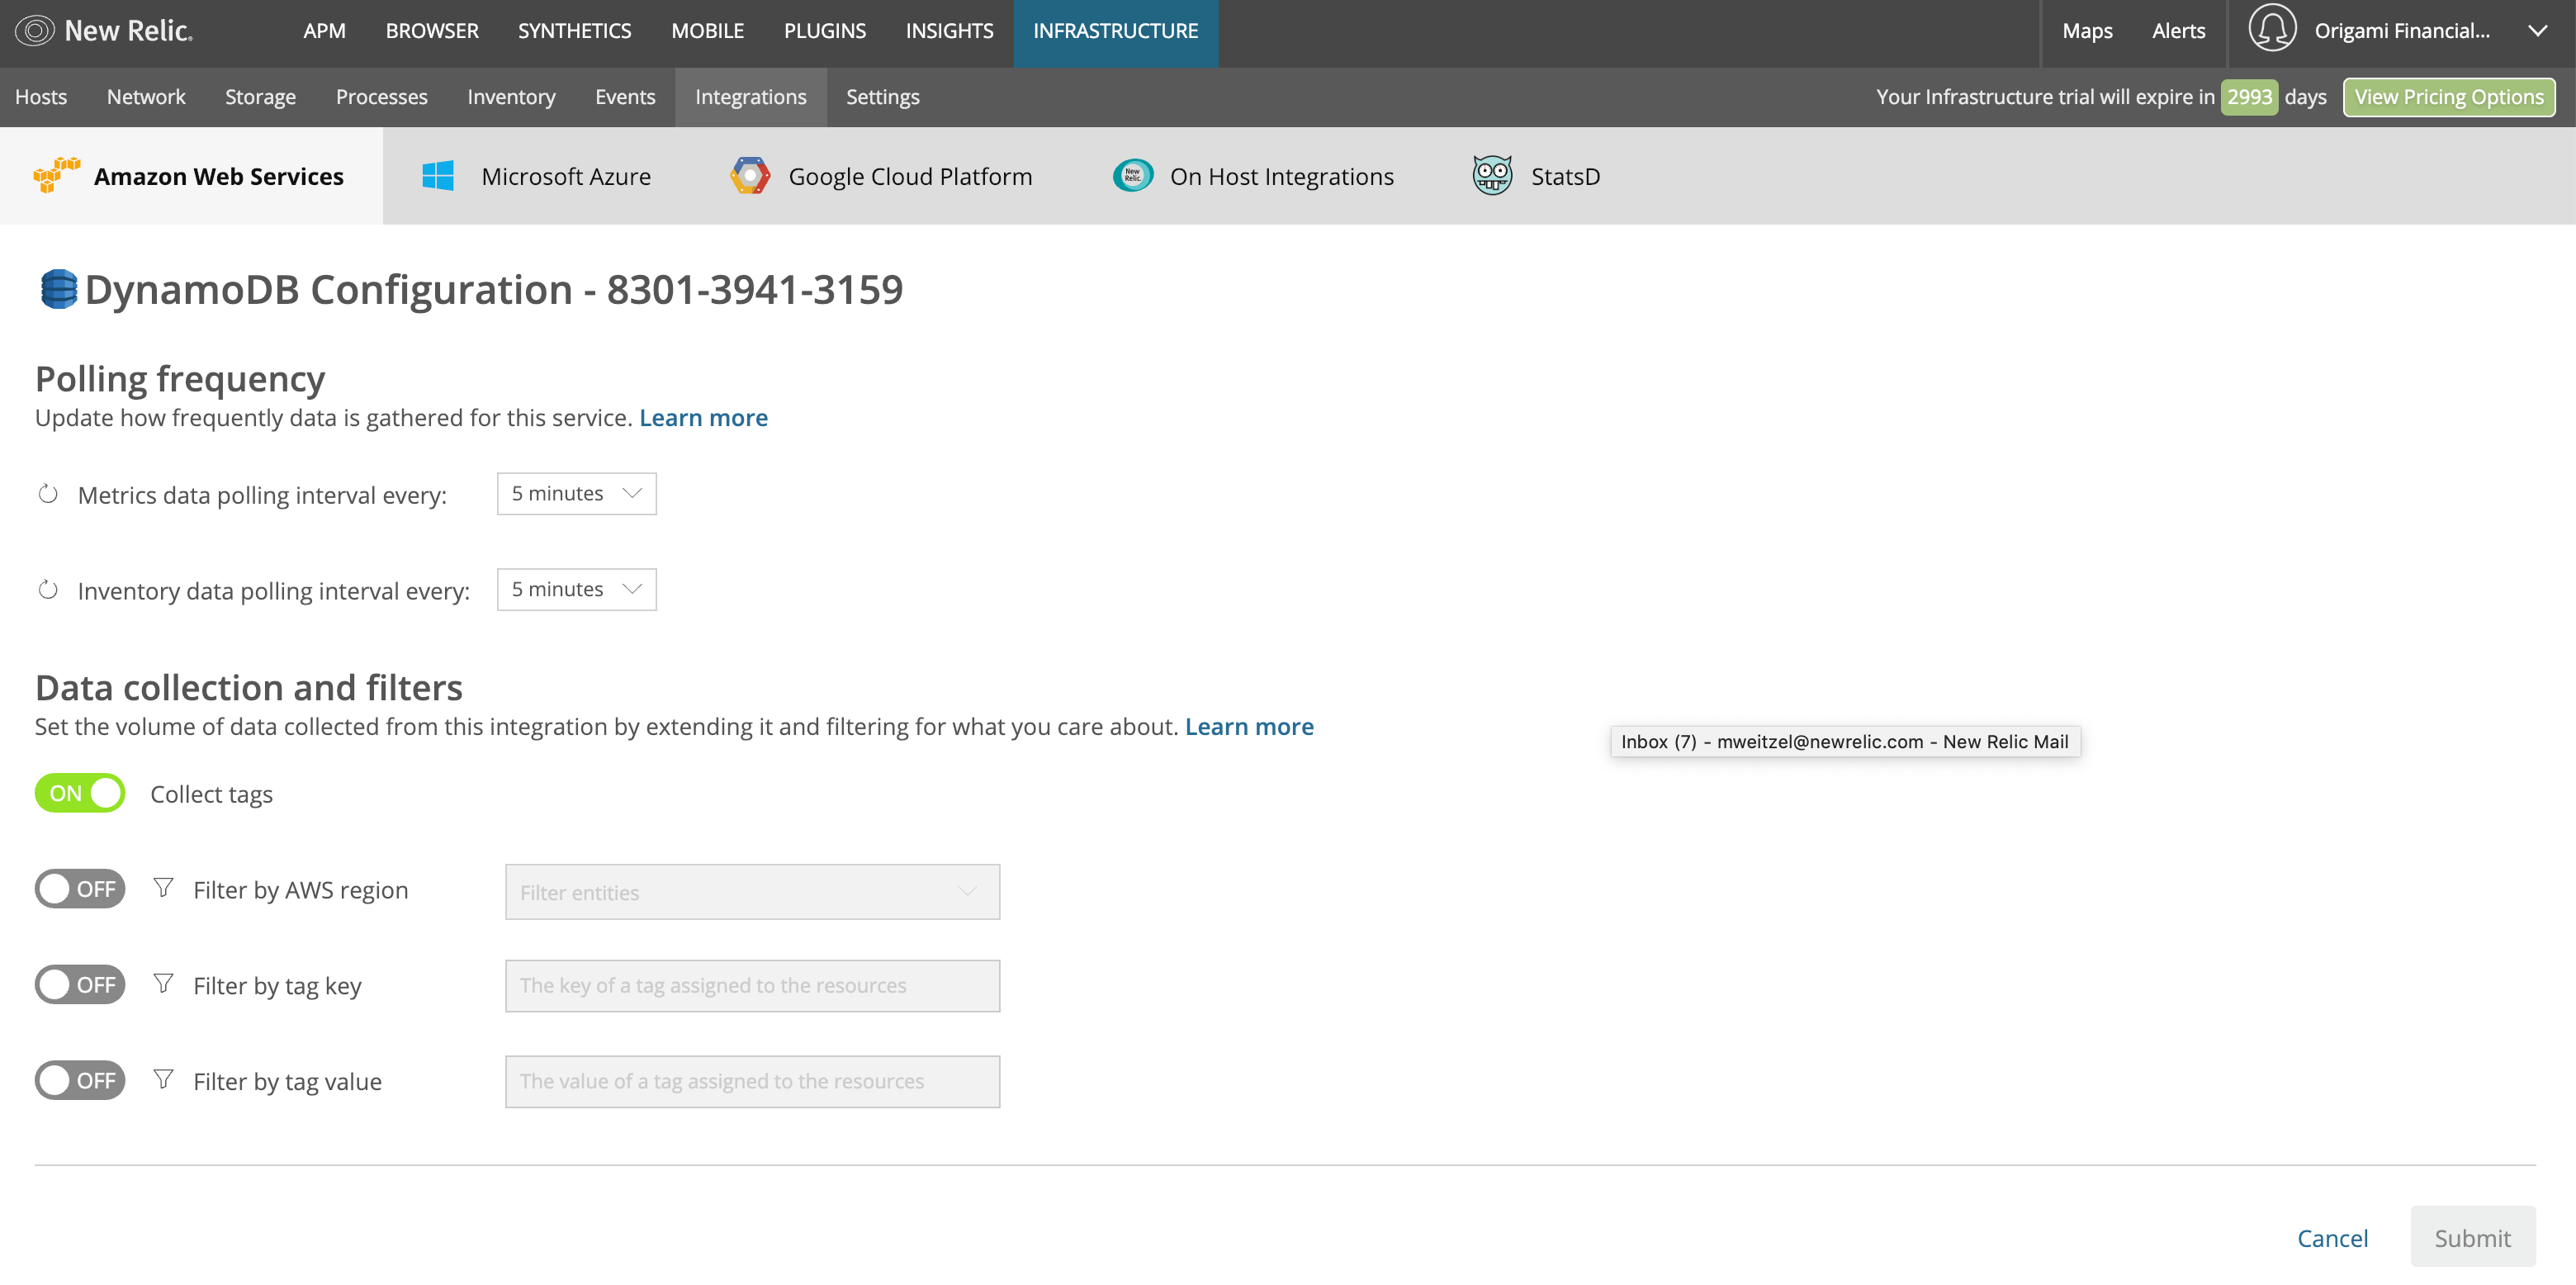 New Relic. APM BROWSER SYNTHETICS MOBILE PLUGINS INSIGHTS INFRASTRUCTURE Maps Alerts Origami Financial...
Hosts Network Storage Processes Inventory Events Integrations Settings Your Infrastructure trial will expire in 2993 days View Pricing Options
Amazon Web Services Microsoft Azure Google Cloud Platform New Relic. On Host Integrations StatsD
DynamoDB Configuration - 8301-3941-3159
Polling frequency
Update how frequently data is gathered for this service. Learn more
Metrics data polling interval every: 5 minutes
Inventory data polling interval every: 5 minutes
Data collection and filters
Set the volume of data collected from this integration by extending it and filtering for what you care about. Learn more
Inbox (7) - mweitzel@newrelic.com - New Relic Mail
ON Collect tags
OFF Filter by AWS region Filter entities
OFF Filter by tag key The key of a tag assigned to the resources
OFF Filter by tag value The value of a tag assigned to the resources
Cancel Submit